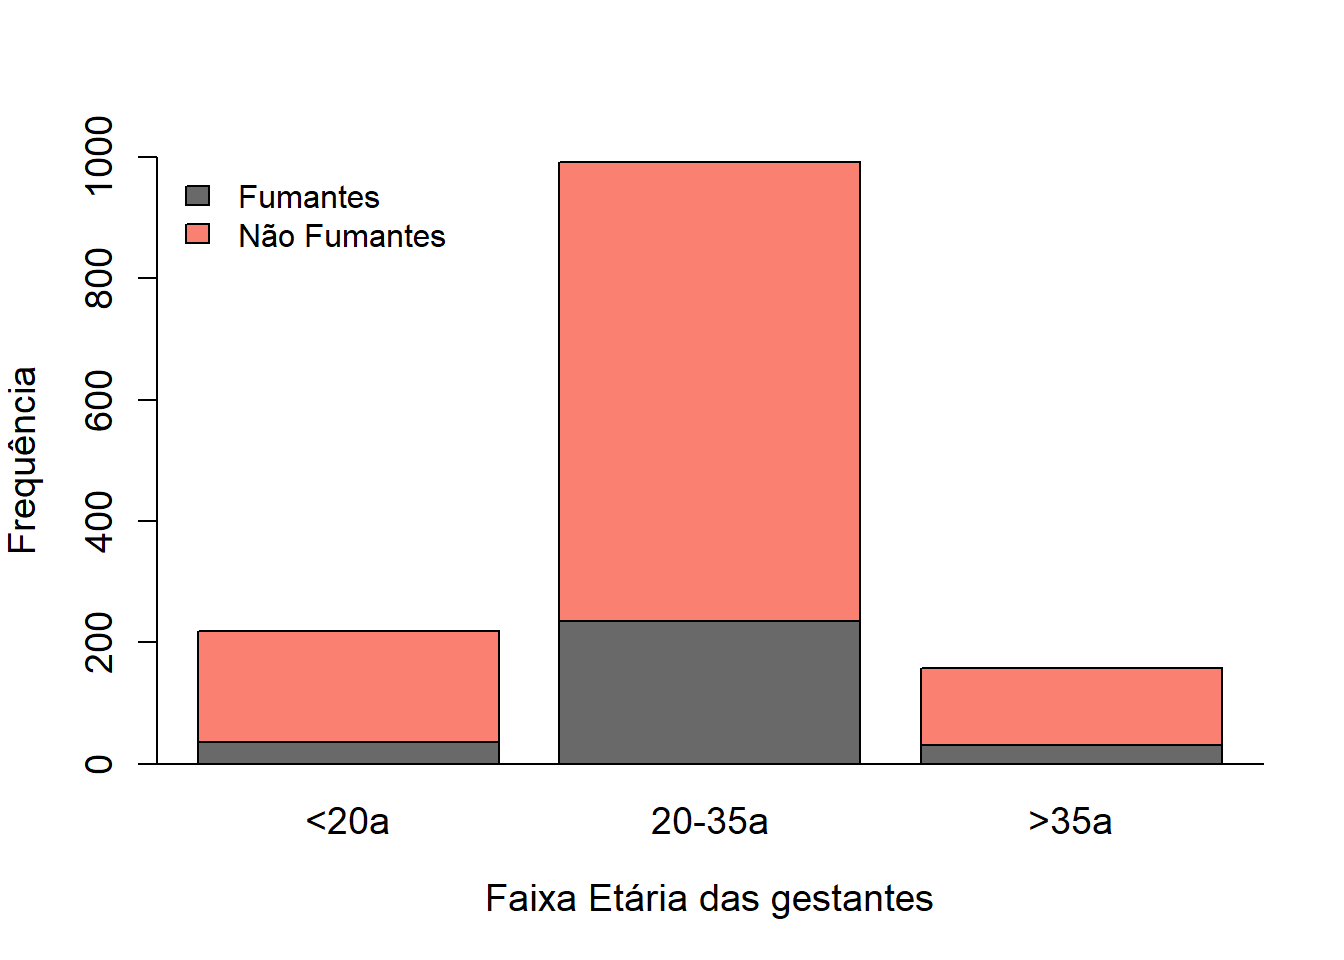 Fumantes
Não Fumantes
Frequência
1000
800
600
400
200
0
<20a
20-35a
>35a
Faixa Etária das gestantes